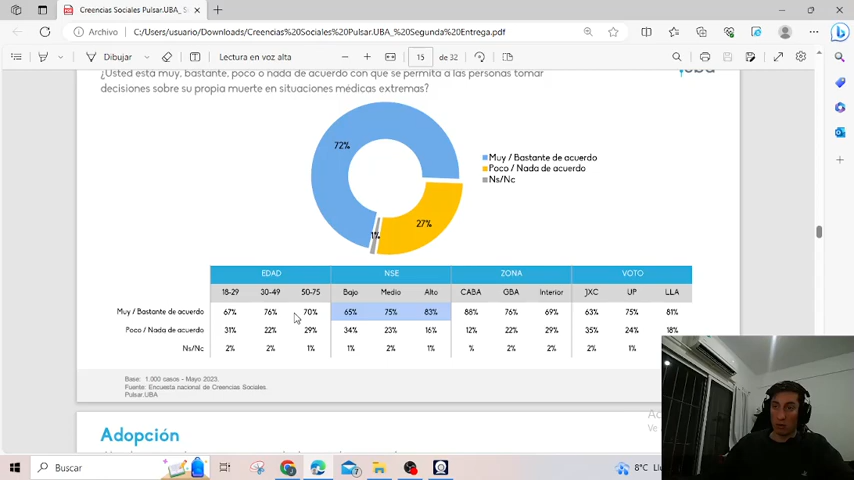 Creencias Sociales Pulsar.UBA_ S
Archivo
C:/Users/usuario/Downloads/Creencias%20Sociales%20Pulsar.UBA_%20Segunda%20Entrega.pdf
Dibujar
Lectura en voz alta
15
de 32
¿Usted está muy, bastante, poco o nada de acuerdo con que se permita a las personas tomar
decisiones sobre su propia muerte en situaciones médicas extremas?
uba
72%
27%
1%
Muy / Bastante de acuerdo
Poco / Nada de acuerdo
Ns/Nc
EDAD NSE ZONA VOTO
18-29 30-49 50-75 Bajo Medio Alto CABA GBA Interior JXC UP LLA
Muy / Bastante de acuerdo 67% 76% 70% 65% 75% 83% 88% 76% 69% 63% 75% 81%
Poco / Nada de acuerdo 31% 22% 29% 34% 23% 16% 12% 22% 29% 35% 24% 18%
Ns/Nc 2% 2% 1% 1% 2% 1% % 2% 2% 2% 1%
Base: 1.000 casos - Mayo 2023.
Fuente: Encuesta nacional de Creencias Sociales.
Pulsar.UBA
Adopción
Buscar
8°C